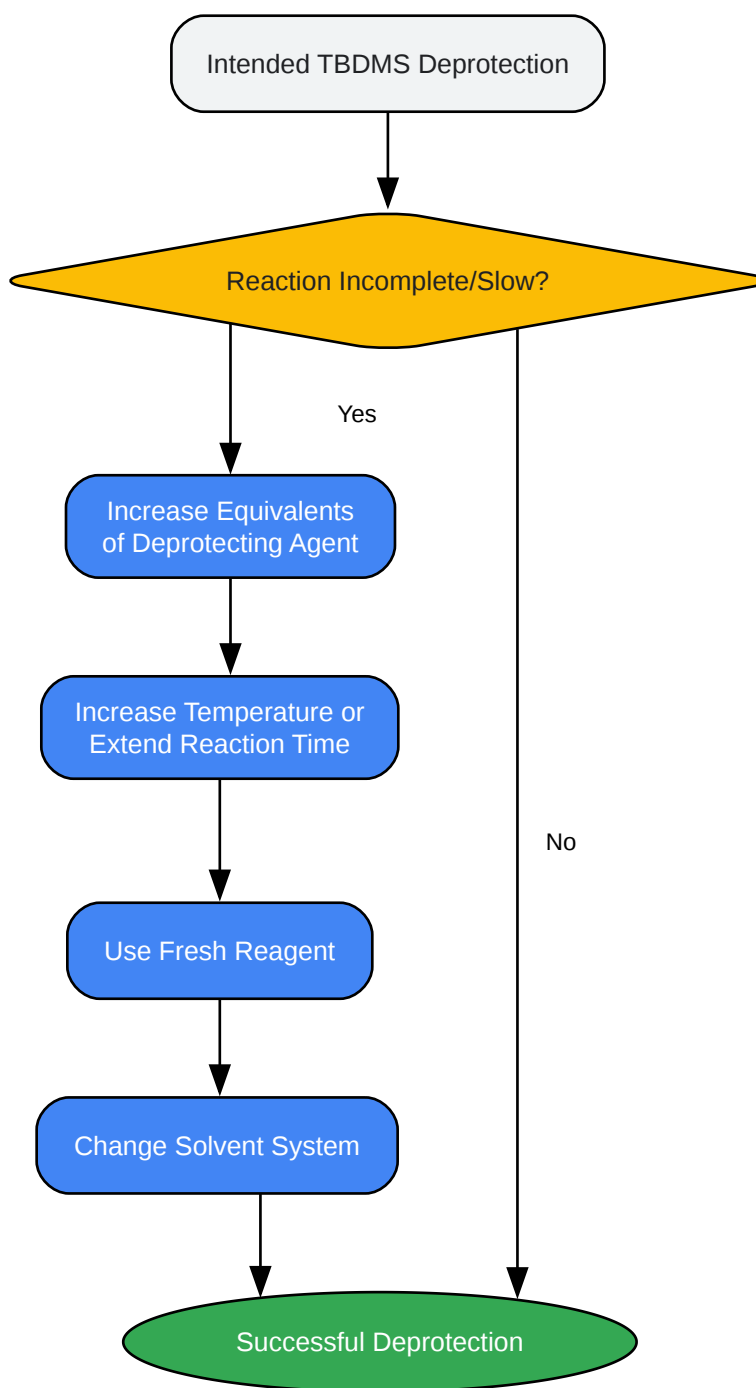 Intended TBDMS Deprotection
Reaction Incomplete/Slow?
Yes
Increase Equivalents
of Deprotecting Agent
Increase Temperature or
Extend Reaction Time
No
Use Fresh Reagent
Change Solvent System
Successful Deprotection